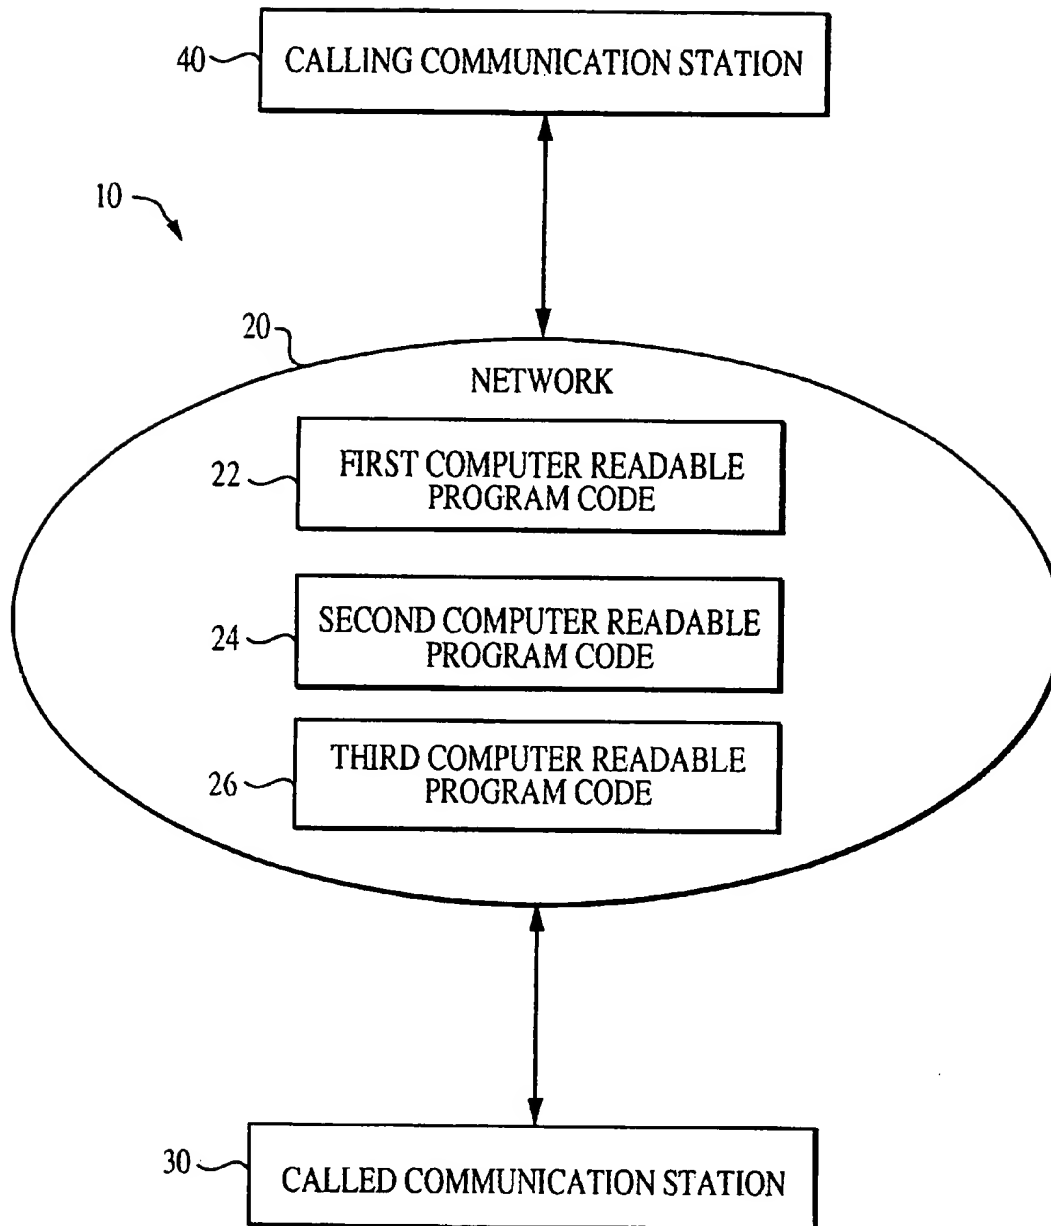 40
CALLING COMMUNICATION STATION
10
20
NETWORK
22
FIRST COMPUTER READABLE
PROGRAM CODE
24
SECOND COMPUTER READABLE
PROGRAM CODE
26
THIRD COMPUTER READABLE
PROGRAM CODE
30
CALLED COMMUNICATION STATION